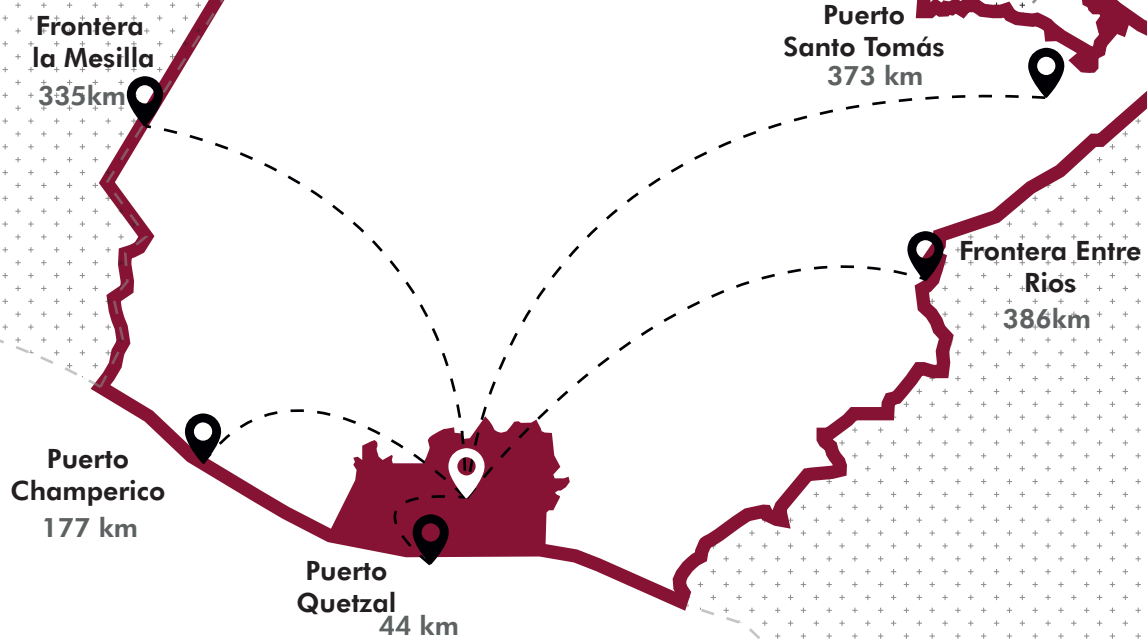 Frontera
la Mesilla
335km
Puerto
Santo Tomás
373 km
Frontera Entre
Rios
386km
Puerto
Champerico
177 km
Puerto
Quetzal
44 km